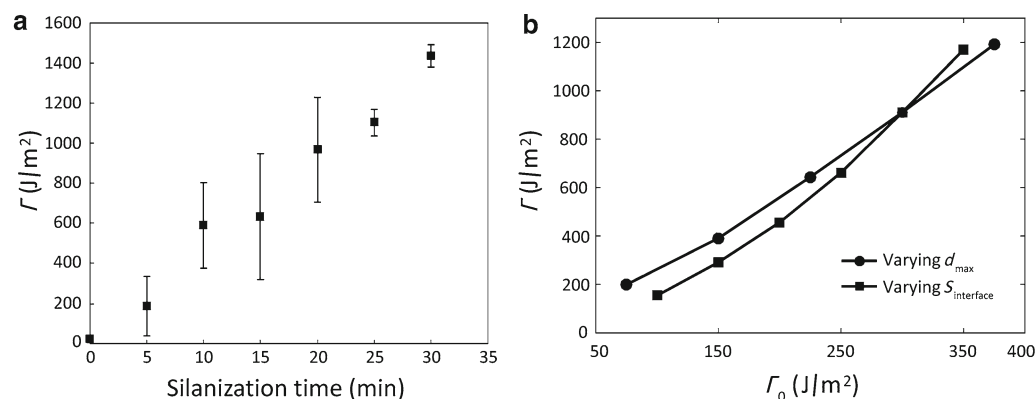 a
1600
1400
1200
1000
800
600
400
200
0
Γ (J/m²)
0 5 10 15 20 25 30 35
Silanization time (min)
b
1200
1000
800
600
400
200
0
Γ (J/m²)
Varying d_max
Varying S_interface
50 150 250 350 400
Γ₀ (J/m²)